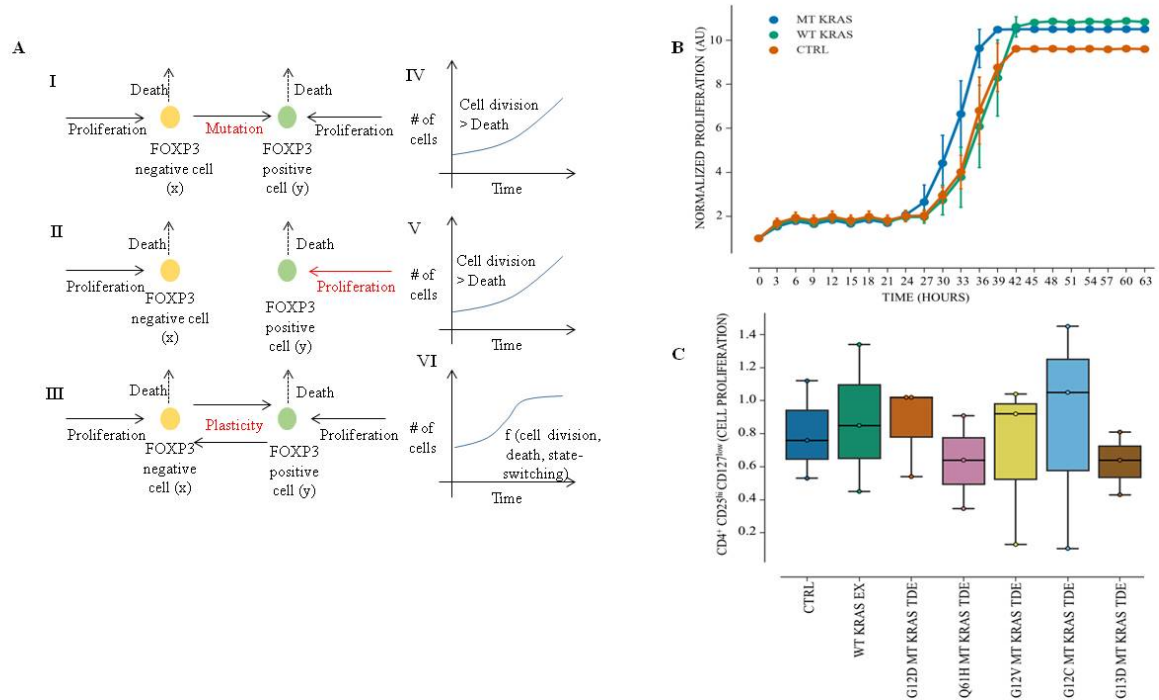 A
I
Death
Death
Proliferation
Mutation
Proliferation
FOXP3
negative cell
(x)
FOXP3
positive
cell (y)
IV
# of
cells
Cell division
> Death
Time
II
Death
Death
Proliferation
Proliferation
FOXP3
negative cell
(x)
FOXP3
positive
cell (y)
V
# of
cells
Cell division
> Death
Time
III
Death
Death
Proliferation
Plasticity
Proliferation
FOXP3
negative
cell (x)
FOXP3
positive
cell (y)
VI
# of
cells
f (cell division,
death, state-
switching)
Time
B
MT KRAS
WT KRAS
CTRL
NORMALIZED PROLIFERATION (AU)
10
8
6
4
2
0 3 6 9 12 15 18 21 24 27 30 33 36 39 42 45 48 51 54 57 60 63
TIME (HOURS)
C
CD4⁺ CD25ʰⁱ CD127ˡᵒʷ (CELL PROLIFERATION)
1.4
1.2
1.0
0.8
0.6
0.4
0.2
CTRL
WT KRAS EX
G12D MT KRAS TDE
Q61H MT KRAS TDE
G12V MT KRAS TDE
G12C MT KRAS TDE
G13D MT KRAS TDE